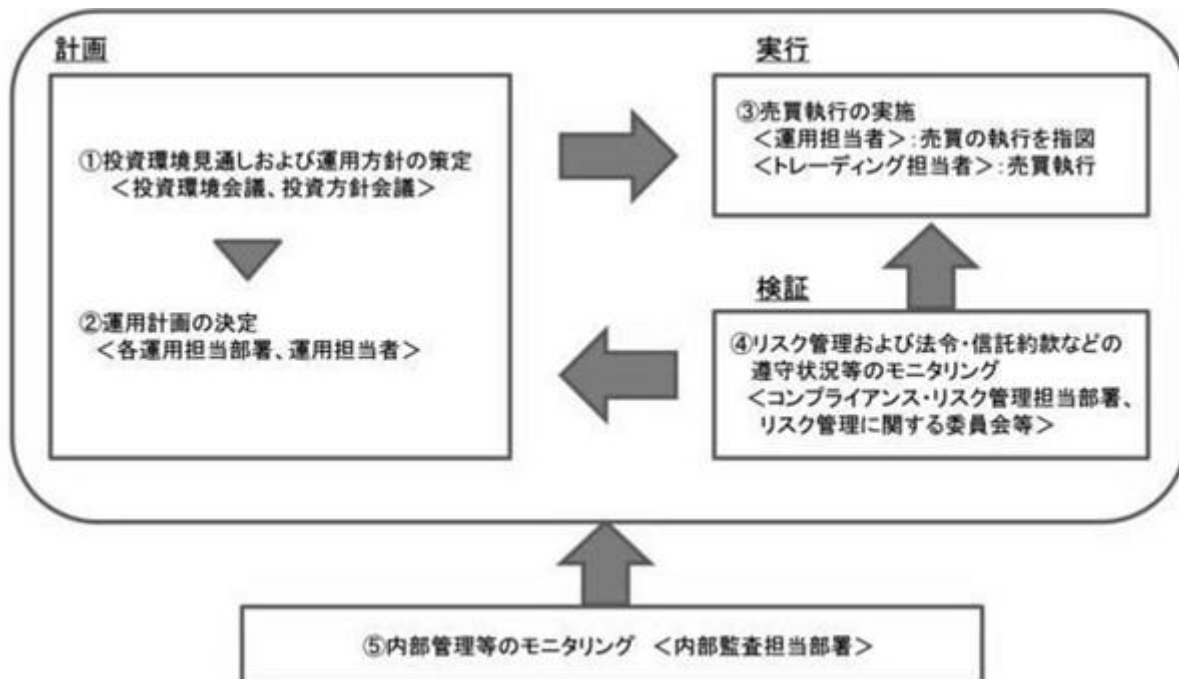 計画
①投資環境見通しおよび運用方針の策定
＜投資環境会議、投資方針会議＞
②運用計画の決定
＜各運用担当部署、運用担当者＞
実行
③売買執行の実施
＜運用担当者＞：売買の執行を指図
＜トレーディング担当者＞：売買執行
検証
④リスク管理および法令・信託約款などの
遵守状況等のモニタリング
＜コンプライアンス・リスク管理担当部署、
リスク管理に関する委員会等＞
⑤内部管理等のモニタリング ＜内部監査担当部署＞